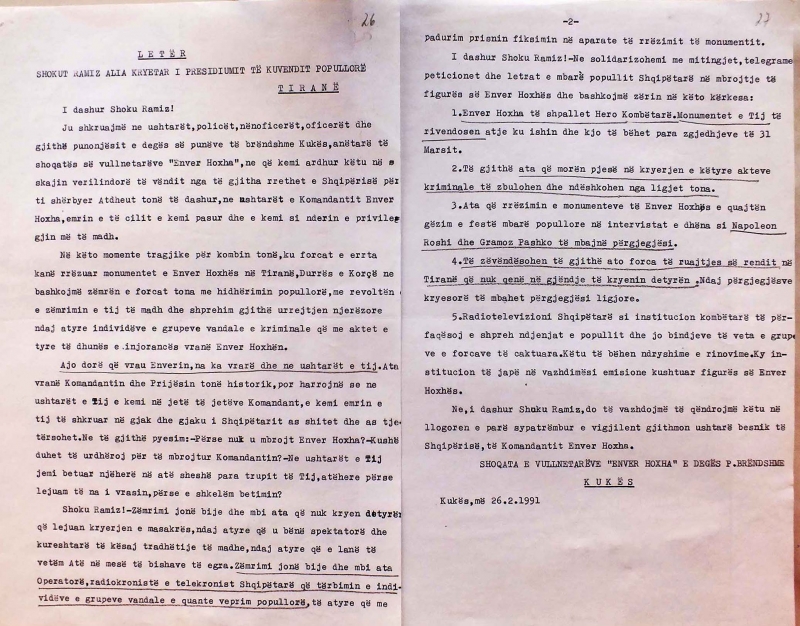 26
LETËR
SHOKUT RAMIZ ALIA KRYETAR I PRESIDIUMIT TË KUVENDIT POPULLORË
TIRANË
I dashur Shoku Ramiz!
Ju shkruajmë ne ushtarët,policët,nënoficerët,oficerët dhe
gjithë punonjësit e degës së punëve të brëndshme Kukës,anëtarë të
shoqatës së vullnetarëve "Enver Hoxha",ne që kemi ardhur këtu në s
skajin verilindorë të vëndit nga të gjitha rrethet e Shqipërisë për
ti shërbyer Atdheut tonë të dashur,ne ushtarët e Komandantit Enver
Hoxha,emrin e të cilit e kemi pasur dhe e kemi si nderin e privileg
gjin më të madh.
Në këto momente tragjike për kombin tonë,ku forcat e errta
kanë rrëzuar monumentet e Enver Hoxhës në Tiranë,Durrës e Korçë ne
bashkojmë zëmrën e forcat tona me hidhërimin popullorë,me revoltën
e zëmrimin e tij të madh dhe shprehim gjithë urrejtjen njerëzore
ndaj atyre individëve e grupeve vandale e kriminale që me aktet e
tyre të dhunës e injorancës vranë Enver Hoxhën.
Ajo dorë që vrau Enverin,na ka vrarë dhe ne ushtarët e tij.Ata
vranë Komandantin dhe Prijësin tonë historik,por harrojnë se ne
ushtarët e Tij e kemi në jetë të jetëve Komandant,e kemi emrin e
tij të shkruar në gjak dhe gjaku i Shqipëtarit as shitet dhe as tje-
tërsohet.Ne të gjithë pyesim:-Përse nuk u mbrojt Enver Hoxha?-Kushë
duhet të urdhëroj për të mbrojtur Komandantin?-Ne ushtarët e Tij
jemi betuar njëherë në atë sheshë para trupit të Tij,atëhere përse
lejuam të na i vrasin,përse e shkelëm betimin?
Shoku Ramiz!-Zëmrimi jonë bije dhe mbi ata që nuk kryen detyrën
që lejuan kryerjen e masakrës,ndaj atyre që u bënë spektatorë dhe
kureshtarë të kësaj tradhëtije të madhe,ndaj atyre që e lanë të
vetëm Atë në mesë të bishave të egra.Zëmrimi jonë bije dhe mbi ata
Operatorë,radiokronistë e telekronist Shqipëtarë që tërbimin e indi-
vidëve e grupeve vandale e quante veprim popullorë,të atyre që me
-2-
27
padurim prisnin fiksimin në aparate të rrëzimit të monumentit.
I dashur Shoku Ramiz!-Ne solidarizohemi me mitingjet,telegrame
peticionet dhe letrat e mbarë populllit Shqipëtarë në mbrojtje të
figurës së Enver Hoxhës dhe bashkojmë zërin në këto kërkesa:
1.Enver Hoxha të shpallet Hero Kombëtarë.Monumentet e Tij të
rivendosen atje ku ishin dhe kjo të bëhet para zgjedhjeve të 31
Marsit.
2.Të gjithë ata që morën pjesë në kryerjen e këtyre akteve
kriminale të zbulohen dhe ndëshkohen nga ligjet tona.
3.Ata që rrëzimin e monumenteve të Enver Hoxhës e quajtën
gëzim e festë mbarë popullore në intervistat e dhëna si Napoleon
Roshi dhe Gramoz Pashko të mbajnë përgjegjësi.
4.Të zëvëndësohen të gjithë ato forca të ruajtjes së rendit në
Tiranë që nuk qenë në gjëndje të kryenin detyrën .Ndaj përgjegjësve
kryesorë të mbahet përgjegjësi ligjore.
5.Radiotelevizioni Shqipëtarë si institucion kombëtarë të për-
faqësoj e shpreh ndjenjat e popullit dhe jo bindjeve të veta e grupe
ve e forcave të caktuara.Këtu të bëhen ndryshime e rinovime.Ky in-
stitucion të japë në vazhdimësi emisione kushtuar figurës së Enver
Hoxhës.
Ne,i dashur Shoku Ramiz,do të vazhdojmë të qëndrojmë këtu në
llogoren e parë sypatrëmbur e vigjilent gjithmon ushtarë besnik të
Shqipërisë,të Komandantit Enver Hoxha.
SHOQATA E VULLNETARËVE "ENVER HOXHA" E DEGËS P.BRËNDSHME
KUKËS
Kukës,më 26.2.1991